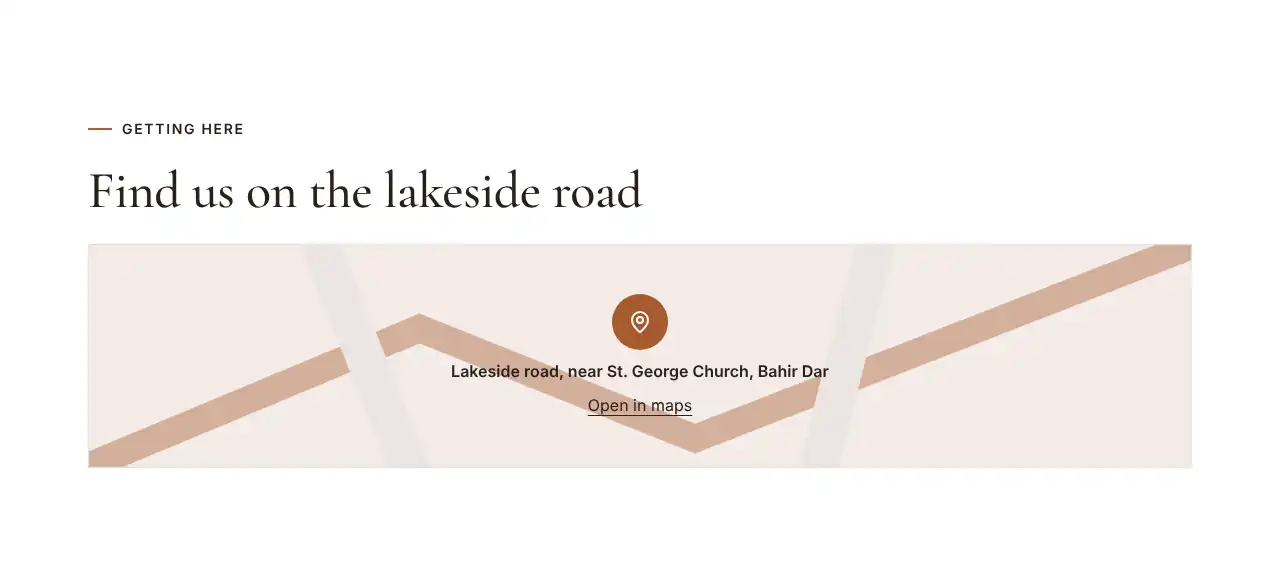 GETTING HERE
Find us on the lakeside road
Lakeside road, near St. George Church, Bahir Dar
Open in maps